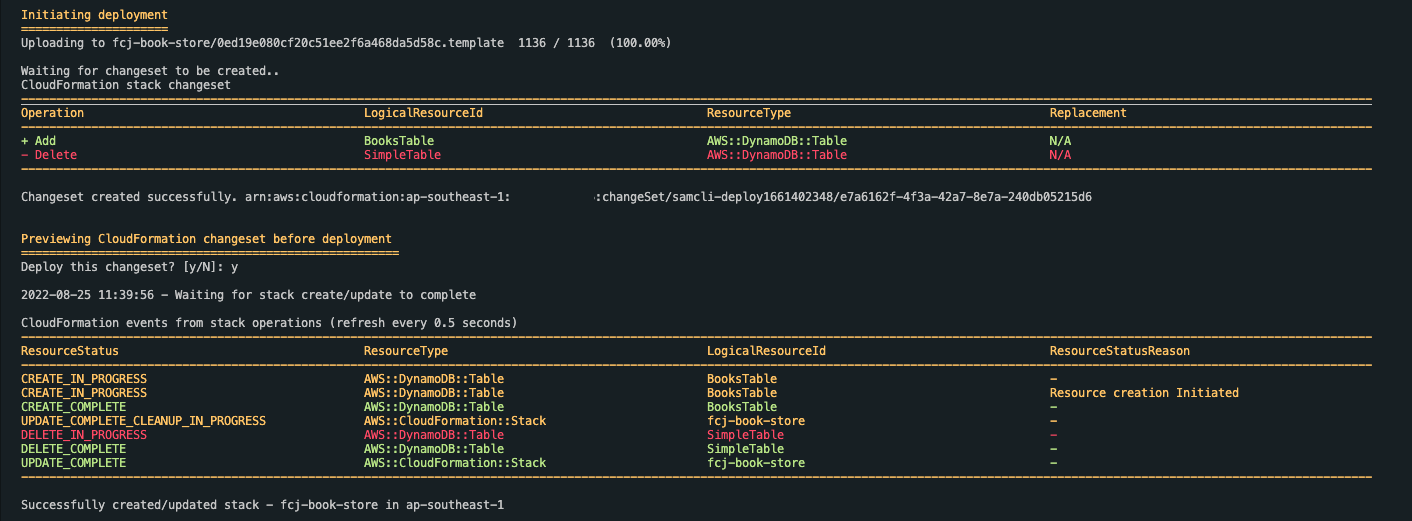 Initiating deployment
=====================
Uploading to fcj-book-store/0ed19e080cf20c51ee2f6a468da5d58c.template 1136 / 1136 (100.00%)
Waiting for changeset to be created..
CloudFormation stack changeset
Operation LogicalResourceId ResourceType Replacement
+ Add BooksTable AWS::DynamoDB::Table N/A
- Delete SimpleTable AWS::DynamoDB::Table N/A
Changeset created successfully. arn:aws:cloudformation:ap-southeast-1: :changeSet/samcli-deploy1661402348/e7a6162f-4f3a-42a7-8e7a-240db05215d6
Previewing CloudFormation changeset before deployment
======================================================
Deploy this changeset? [y/N]: y
2022-08-25 11:39:56 - Waiting for stack create/update to complete
CloudFormation events from stack operations (refresh every 0.5 seconds)
ResourceStatus ResourceType LogicalResourceId ResourceStatusReason
CREATE_IN_PROGRESS AWS::DynamoDB::Table BooksTable -
CREATE_IN_PROGRESS AWS::DynamoDB::Table BooksTable Resource creation Initiated
CREATE_COMPLETE AWS::DynamoDB::Table BooksTable -
UPDATE_COMPLETE_CLEANUP_IN_PROGRESS AWS::CloudFormation::Stack fcj-book-store -
DELETE_IN_PROGRESS AWS::DynamoDB::Table SimpleTable -
DELETE_COMPLETE AWS::DynamoDB::Table SimpleTable -
UPDATE_COMPLETE AWS::CloudFormation::Stack fcj-book-store -
Successfully created/updated stack - fcj-book-store in ap-southeast-1